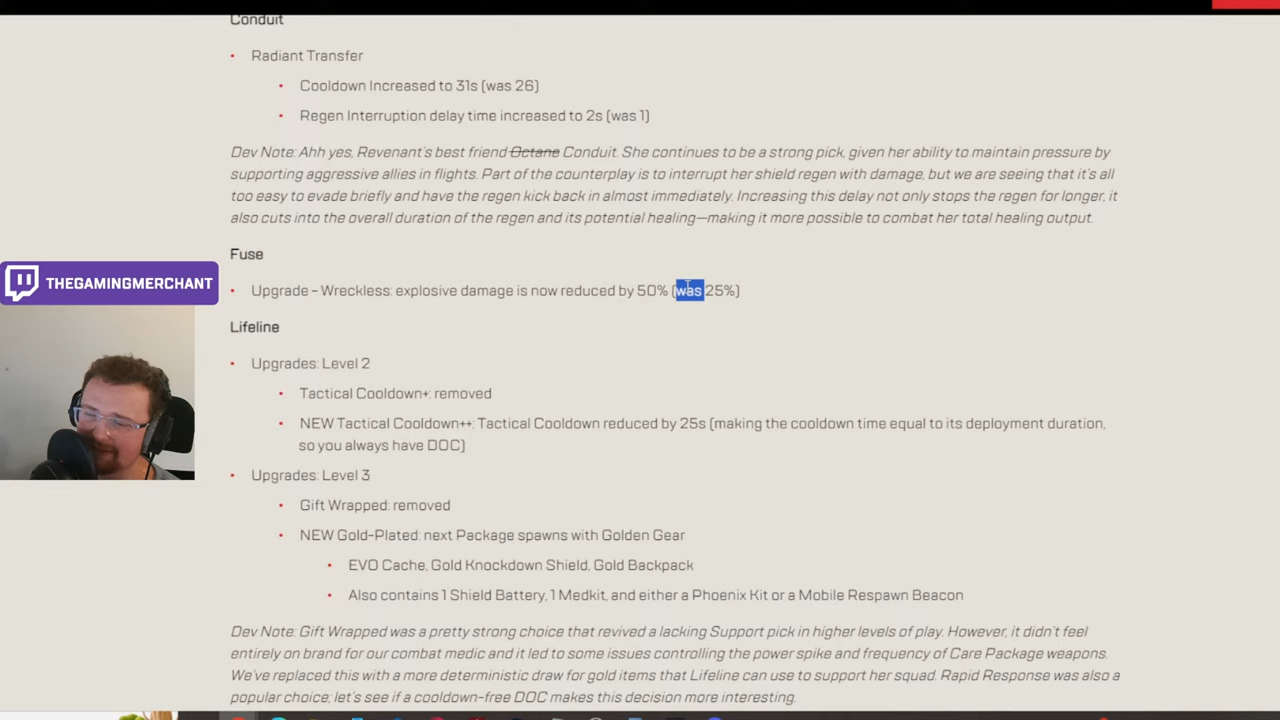 Conduit
• Radiant Transfer
• Cooldown Increased to 31s (was 26)
• Regen Interruption delay time increased to 2s (was 1)
Dev Note: Ahh yes, Revenant's best friend Octane Conduit. She continues to be a strong pick, given her ability to maintain pressure by
supporting aggressive allies in flights. Part of the counterplay is to interrupt her shield regen with damage, but we are seeing that it's all
too easy to evade briefly and have the regen kick back in almost immediately. Increasing this delay not only stops the regen for longer, it
also cuts into the overall duration of the regen and its potential healing—making it more possible to combat her total healing output.
Fuse
• Upgrade - Wreckless: explosive damage is now reduced by 50% (was 25%)
THEGAMINGMERCHANT
Lifeline
• Upgrades: Level 2
• Tactical Cooldown+: removed
• NEW Tactical Cooldown++: Tactical Cooldown reduced by 25s (making the cooldown time equal to its deployment duration,
so you always have DOC)
• Upgrades: Level 3
• Gift Wrapped: removed
• NEW Gold-Plated: next Package spawns with Golden Gear
• EVO Cache, Gold Knockdown Shield, Gold Backpack
• Also contains 1 Shield Battery, 1 Medkit, and either a Phoenix Kit or a Mobile Respawn Beacon
Dev Note: Gift Wrapped was a pretty strong choice that revived a lacking Support pick in higher levels of play. However, it didn't feel
entirely on brand for our combat medic and it led to some issues controlling the power spike and frequency of Care Package weapons.
We've replaced this with a more deterministic draw for gold items that Lifeline can use to support her squad. Rapid Response was also a
popular choice; let's see if a cooldown-free DOC makes this decision more interesting.